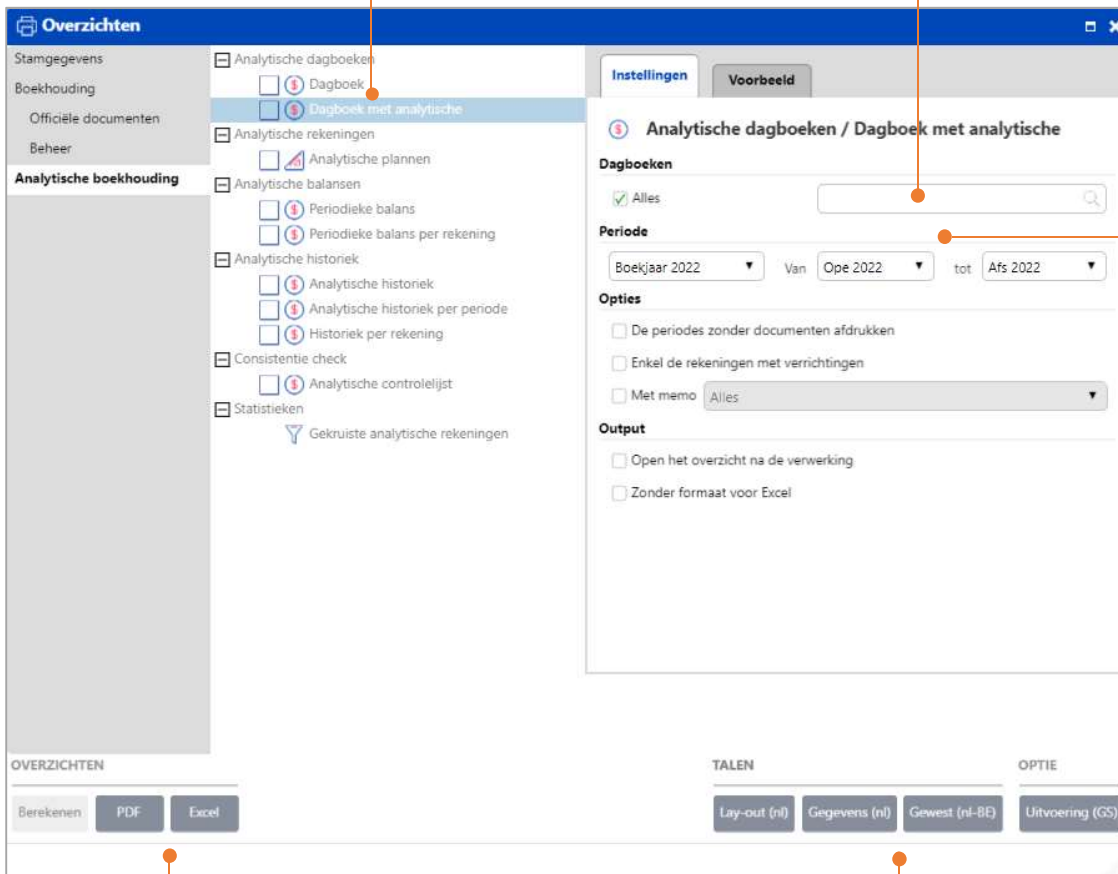 Overzichten
Stamgegevens
Boekhouding
Officiële documenten
Beheer
Analytische boekhouding
Analytische dagboeken
Dagboek
Dagboek met analytische
Analytische rekeningen
Analytische plannen
Analytische balansen
Periodieke balans
Periodieke balans per rekening
Analytische historiek
Analytische historiek
Analytische historiek per periode
Historiek per rekening
Consistentie check
Analytische controlelijst
Statistieken
Gekruiste analytische rekeningen
Instellingen Voorbeeld
Analytische dagboeken / Dagboek met analytische
Dagboeken
Alles
Periode
Boekjaar 2022 Van Ope 2022 tot Afs 2022
Opties
De periodes zonder documenten afdrukken
Enkel de rekeningen met verrichtingen
Met memo Alles
Output
Open het overzicht na de verwerking
Zonder formaat voor Excel
OVERZICHTEN TALEN OPTIE
Berekenen PDF Excel Lay-out (nl) Gegevens (nl) Gewest (nl-BE) Uitvoering (GS)